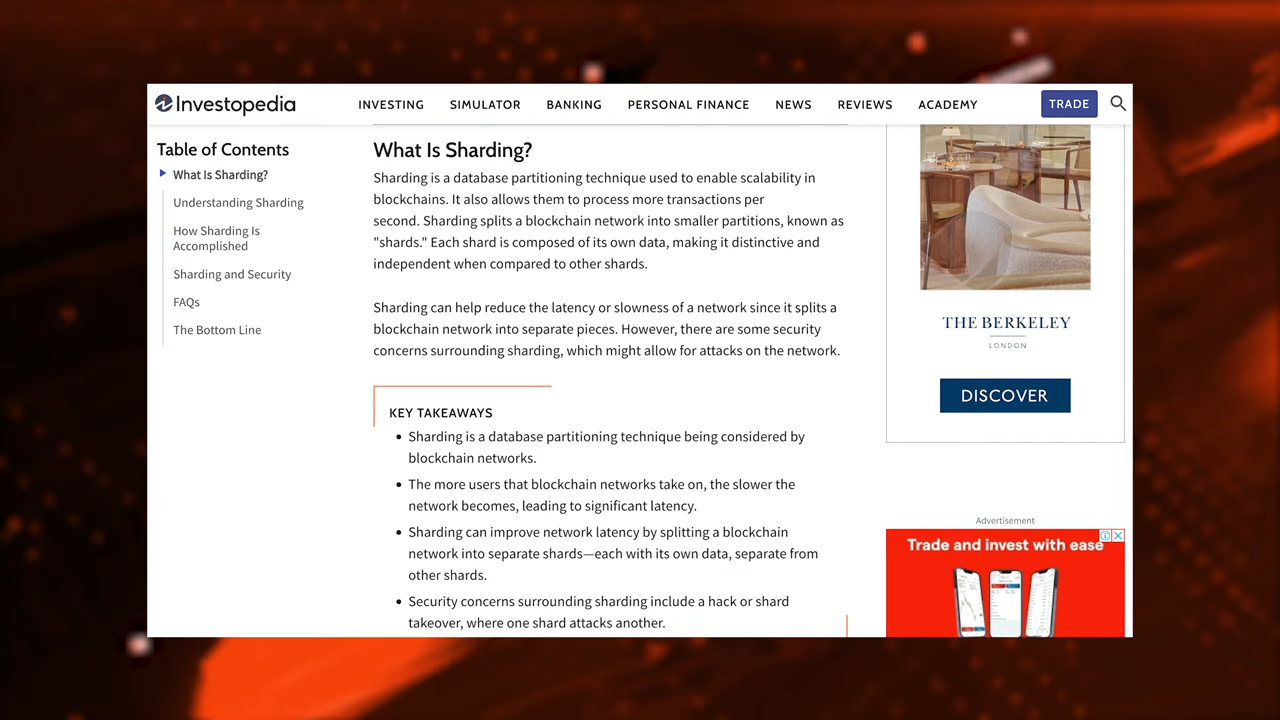 Investopedia
INVESTING SIMULATOR BANKING PERSONAL FINANCE NEWS REVIEWS ACADEMY
TRADE
Table of Contents
What Is Sharding?
Understanding Sharding
How Sharding Is
Accomplished
Sharding and Security
FAQs
The Bottom Line
What Is Sharding?
Sharding is a database partitioning technique used to enable scalability in
blockchains. It also allows them to process more transactions per
second. Sharding splits a blockchain network into smaller partitions, known as
"shards." Each shard is composed of its own data, making it distinctive and
independent when compared to other shards.
Sharding can help reduce the latency or slowness of a network since it splits a
blockchain network into separate pieces. However, there are some security
concerns surrounding sharding, which might allow for attacks on the network.
KEY TAKEAWAYS
• Sharding is a database partitioning technique being considered by
blockchain networks.
• The more users that blockchain networks take on, the slower the
network becomes, leading to significant latency.
• Sharding can improve network latency by splitting a blockchain
network into separate shards—each with its own data, separate from
other shards.
• Security concerns surrounding sharding include a hack or shard
takeover, where one shard attacks another.
THE BERKELEY
LONDON
DISCOVER
Advertisement
Trade and invest with ease